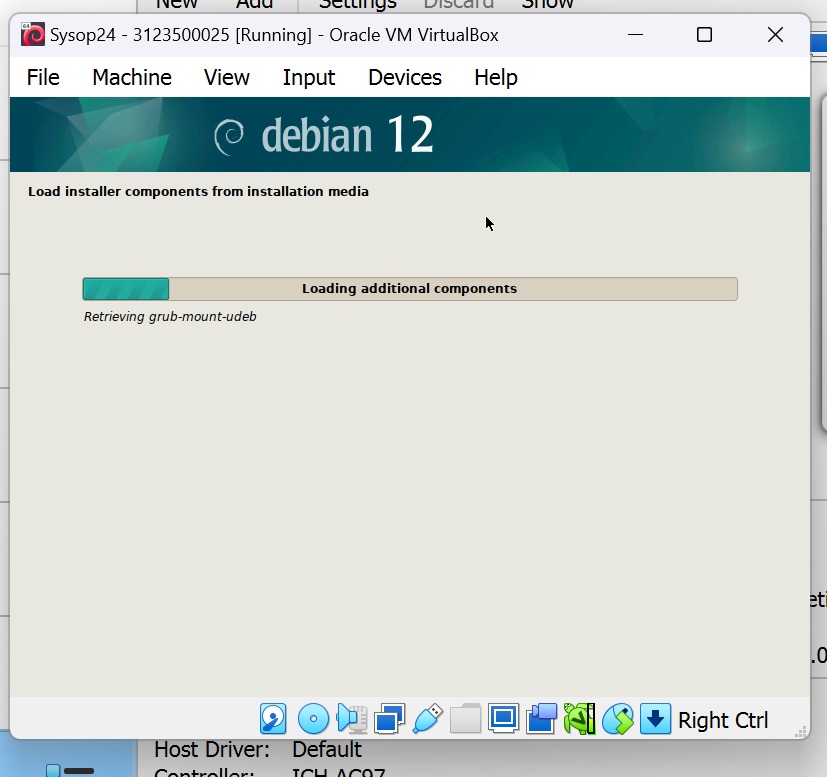 New Add Settings Discard Show
64
Sysop24 - 3123500025 [Running] - Oracle VM VirtualBox
File Machine View Input Devices Help
debian 12
Load installer components from installation media
Loading additional components
Retrieving grub-mount-udeb
Right Ctrl
Host Driver: Default
Controller: ICH AC97